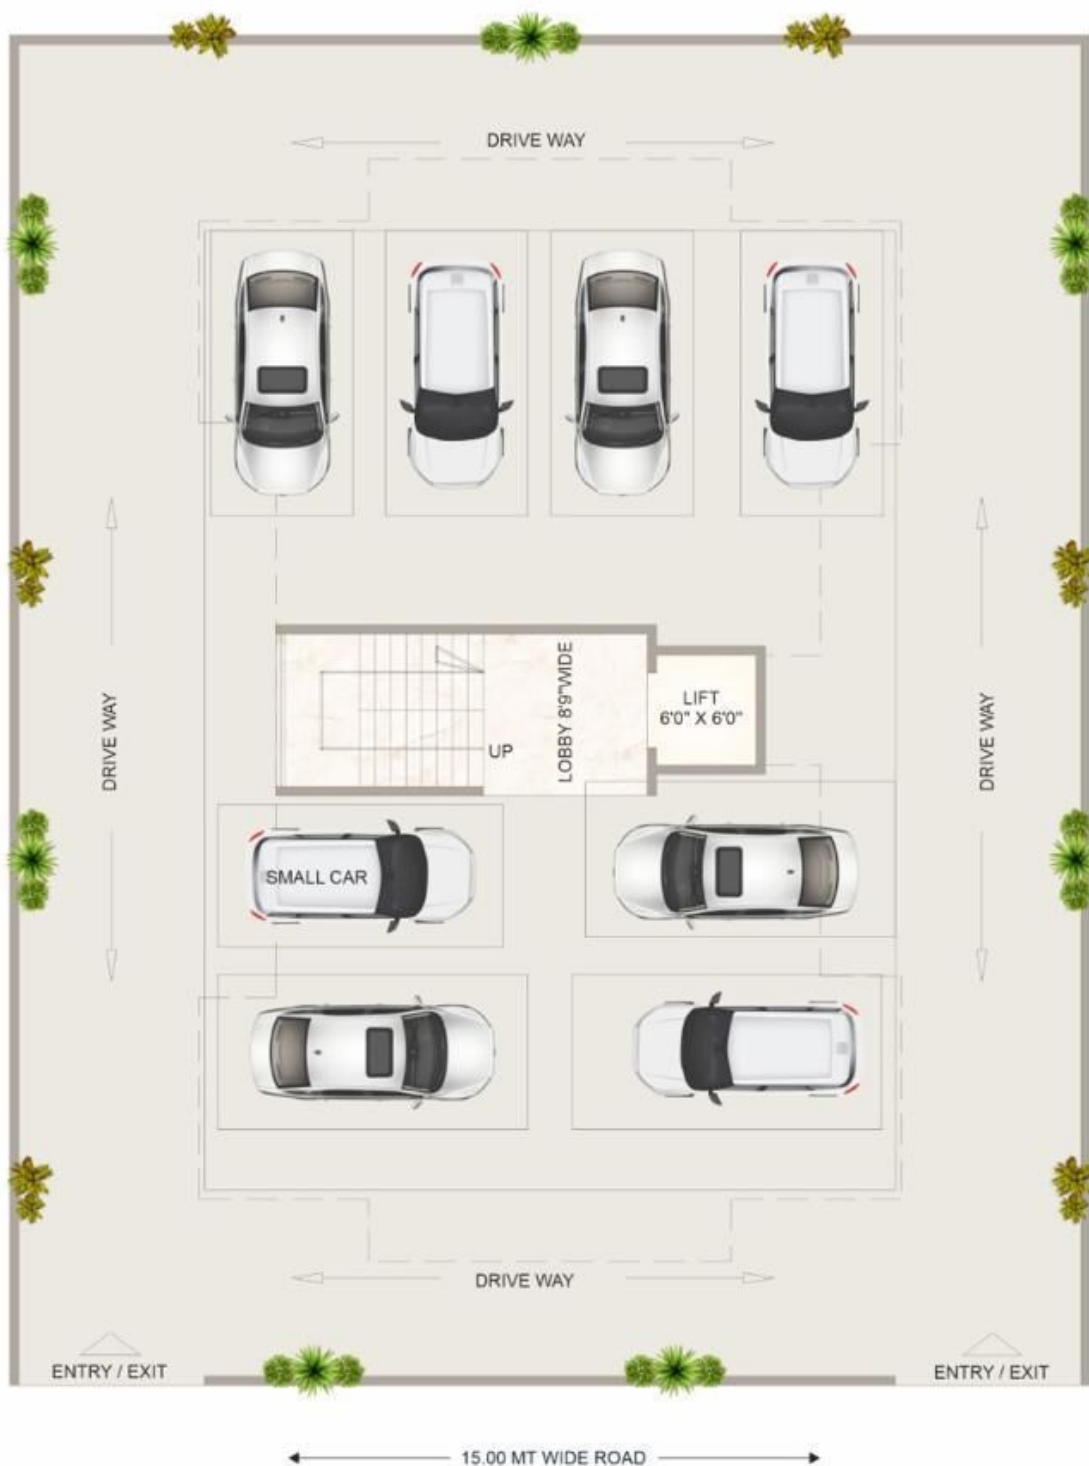 DRIVE WAY
LOBBY 8'9"WIDE
LIFT
6'0" X 6'0"
UP
DRIVE WAY
DRIVE WAY
SMALL CAR
DRIVE WAY
ENTRY / EXIT
ENTRY / EXIT
15.00 MT WIDE ROAD